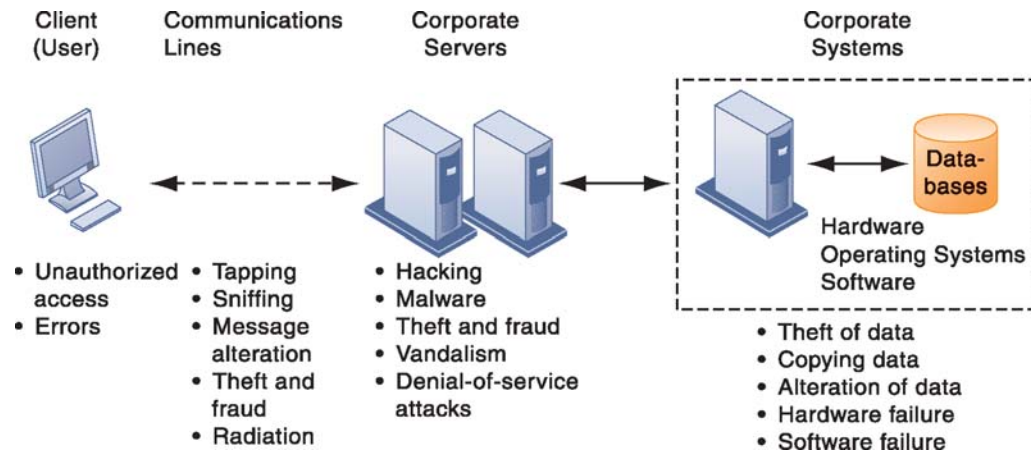 Client
(User)
Communications
Lines
Corporate
Servers
Corporate
Systems
Data-
bases
Hardware
Operating Systems
Software
• Unauthorized
access
• Errors
• Tapping
• Sniffing
• Message
alteration
• Theft and
fraud
• Radiation
• Hacking
• Malware
• Theft and fraud
• Vandalism
• Denial-of-service
attacks
• Theft of data
• Copying data
• Alteration of data
• Hardware failure
• Software failure